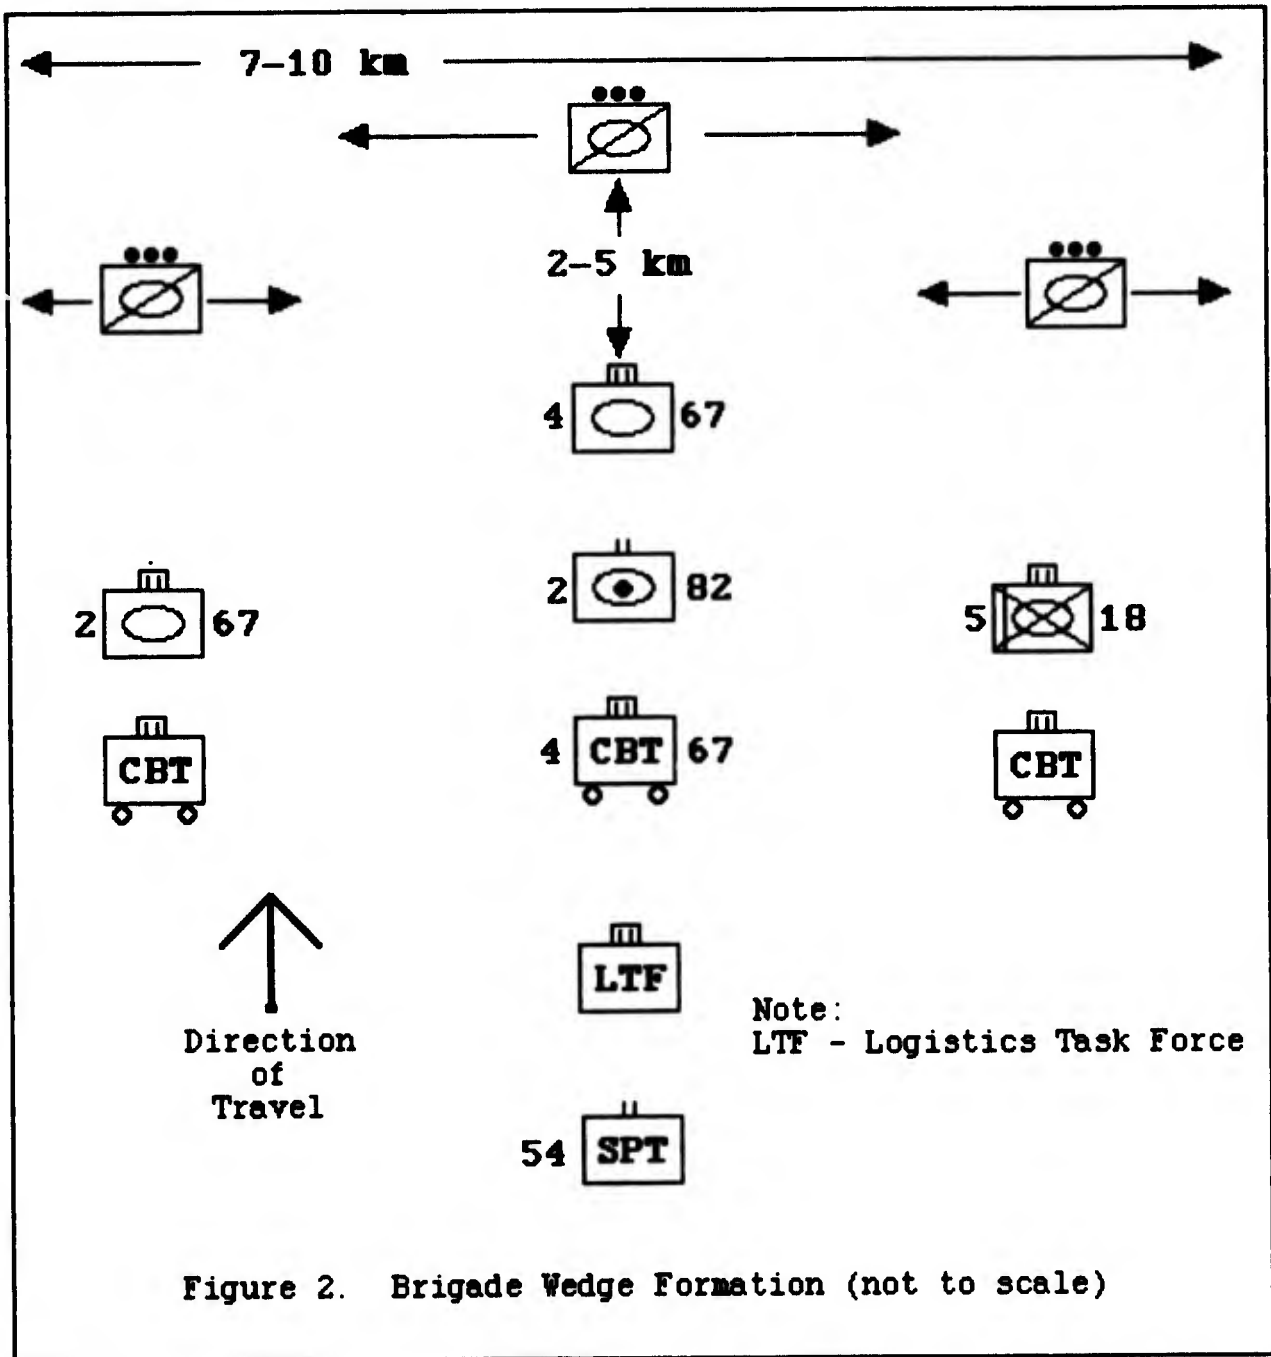 7-10 km
2-5 km
4 67
2 82
2 67
5 18
CBT
4 CBT 67
CBT
LTF
Note:
LTF - Logistics Task Force
Direction
of
Travel
54 SPT
Figure 2. Brigade Wedge Formation (not to scale)